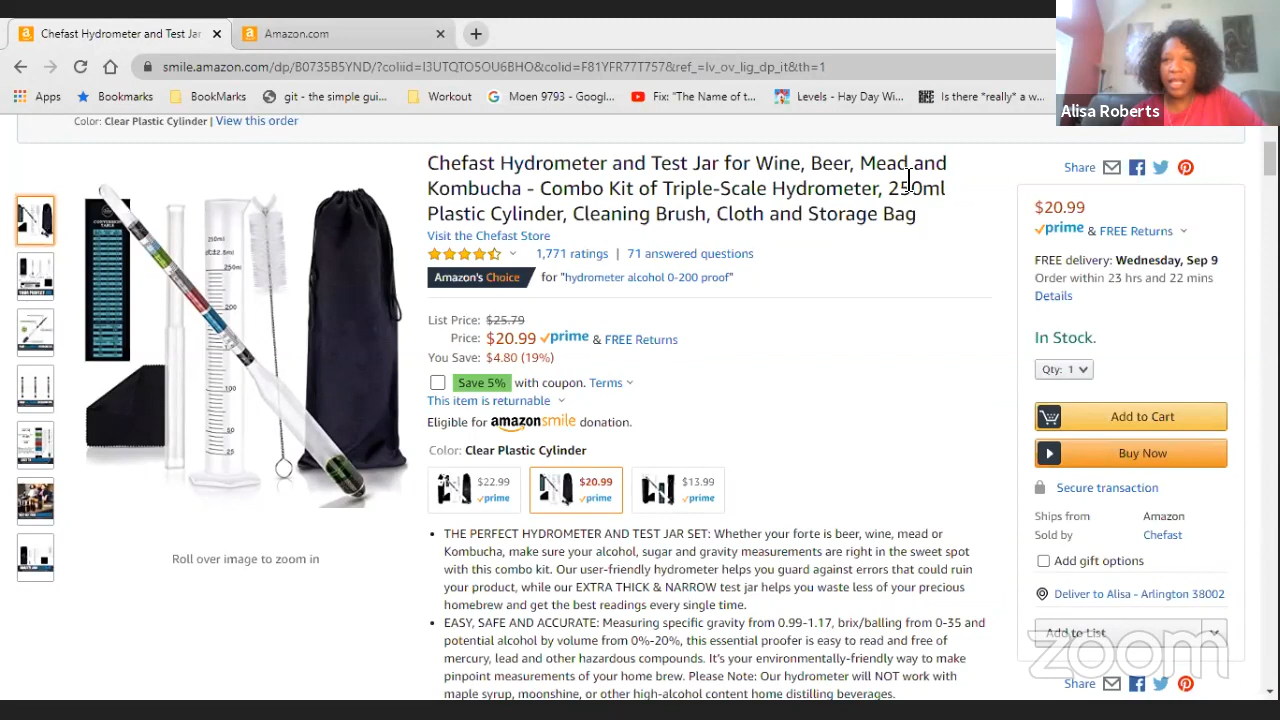 Chefast Hydrometer and Test Jar
Amazon.com
smile.amazon.com/dp/B0735B5YND/?coliid=I3UTQTO5OU6BHO&colid=F81YFR77T757&ref_=lv_ov_lig_dp_it&th=1
Apps
Bookmarks
BookMarks
git - the simple gui...
Workout
Moen 9793 - Googl...
Fix: "The Name of t...
Levels - Hay Day Wi...
Is there *really* a w...
Alisa Roberts
Color: Clear Plastic Cylinder | View this order
Chefast Hydrometer and Test Jar for Wine, Beer, Mead and
Kombucha - Combo Kit of Triple-Scale Hydrometer, 250ml
Plastic Cylinder, Cleaning Brush, Cloth and Storage Bag
Visit the Chefast Store
1,771 ratings | 71 answered questions
Amazon's Choice for "hydrometer alcohol 0-200 proof"
List Price: $25.79
Price: $20.99 prime & FREE Returns
You Save: $4.80 (19%)
Save 5% with coupon. Terms
This item is returnable
Eligible for amazonsmile donation.
Color: Clear Plastic Cylinder
$22.99
prime
$20.99
prime
$13.99
prime
THE PERFECT HYDROMETER AND TEST JAR SET: Whether your forte is beer, wine, mead or
Kombucha, make sure your alcohol, sugar and gravity measurements are right in the sweet spot
with this combo kit. Our user-friendly hydrometer helps you guard against errors that could ruin
your product, while our EXTRA THICK & NARROW test jar helps you waste less of your precious
homebrew and get the best readings every single time.
EASY, SAFE AND ACCURATE: Measuring specific gravity from 0.99-1.17, brix/balling from 0-35 and
potential alcohol by volume from 0%-20%, this essential proofer is easy to read and free of
mercury, lead and other hazardous compounds. It's your environmentally-friendly way to make
pinpoint measurements of your home brew. Please Note: Our hydrometer will NOT work with
maple syrup, moonshine, or other high-alcohol content home distilling beverages.
250ml
200
100
50
25
Roll over image to zoom in
Share
$20.99
prime & FREE Returns
FREE delivery: Wednesday, Sep 9
Order within 23 hrs and 22 mins
Details
In Stock.
Qty: 1
Add to Cart
Buy Now
Secure transaction
Ships from Amazon
Sold by Chefast
Add gift options
Deliver to Alisa - Arlington 38002
Add to List
zoom
Share